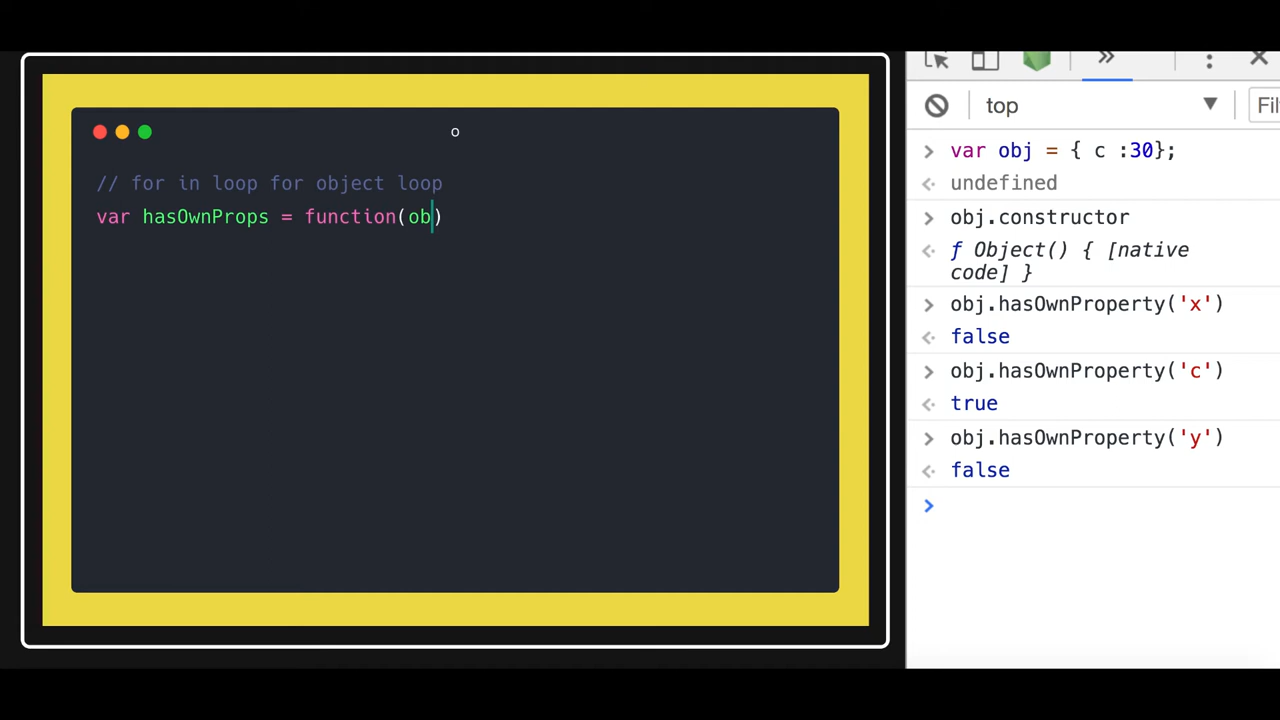 o
// for in loop for object loop
var hasOwnProps = function(ob)
top
Fil
var obj = { c :30};
undefined
obj.constructor
ƒ Object() { [native
code] }
obj.hasOwnProperty('x')
false
obj.hasOwnProperty('c')
true
obj.hasOwnProperty('y')
false